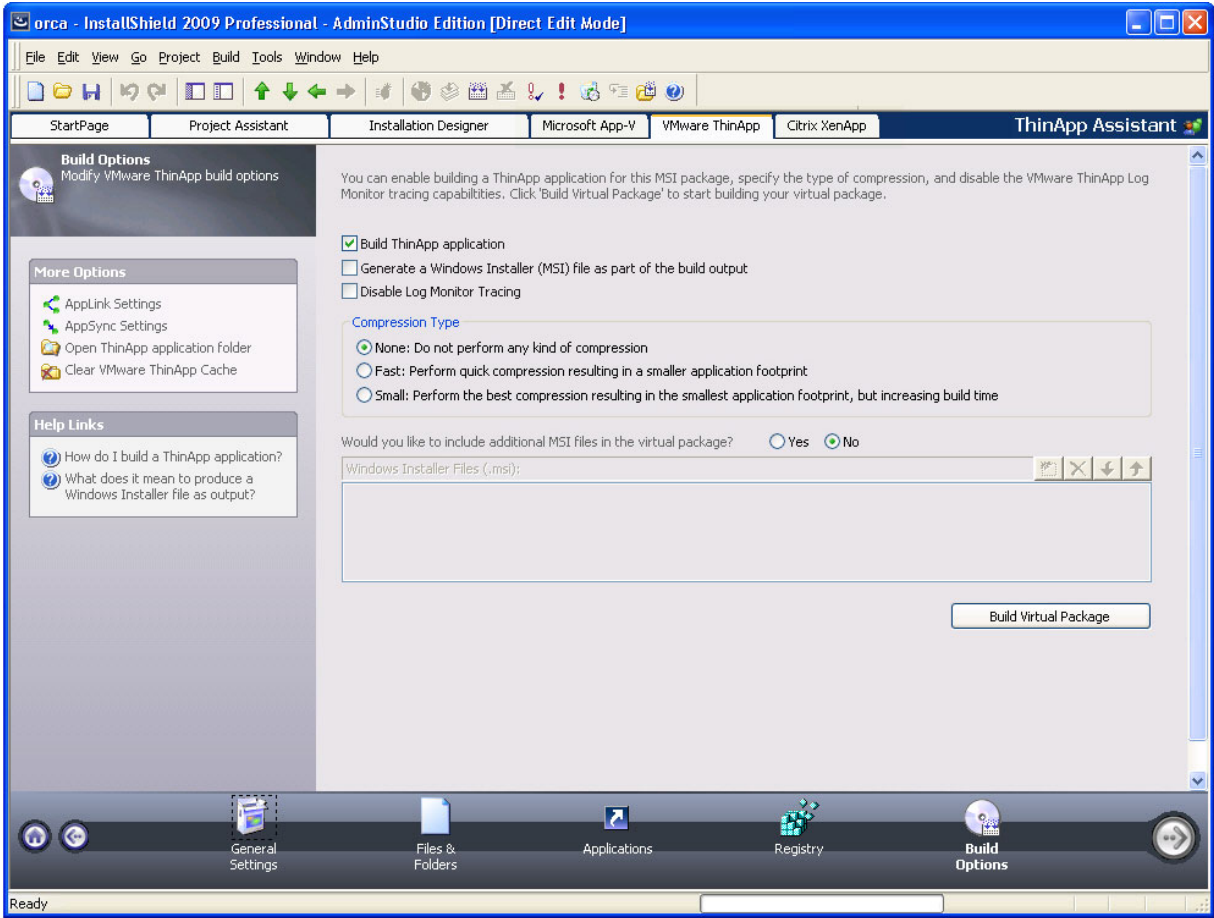 orca - InstallShield 2009 Professional - AdminStudio Edition [Direct Edit Mode]
File Edit View Go Project Build Tools Window Help
StartPage Project Assistant Installation Designer Microsoft App-V VMware ThinApp Citrix XenApp ThinApp Assistant
Build Options
Modify VMware ThinApp build options
More Options
AppLink Settings
AppSync Settings
Open ThinApp application folder
Clear VMware ThinApp Cache
Help Links
How do I build a ThinApp application?
What does it mean to produce a
Windows Installer file as output?
You can enable building a ThinApp application for this MSI package, specify the type of compression, and disable the VMware ThinApp Log
Monitor tracing capabiltities. Click 'Build Virtual Package' to start building your virtual package.
Build ThinApp application
Generate a Windows Installer (MSI) file as part of the build output
Disable Log Monitor Tracing
Compression Type
None: Do not perform any kind of compression
Fast: Perform quick compression resulting in a smaller application footprint
Small: Perform the best compression resulting in the smallest application footprint, but increasing build time
Would you like to include additional MSI files in the virtual package? Yes No
Windows Installer Files (.msi):
Build Virtual Package
General
Settings
Files &
Folders
Applications
Registry
Build
Options
Ready